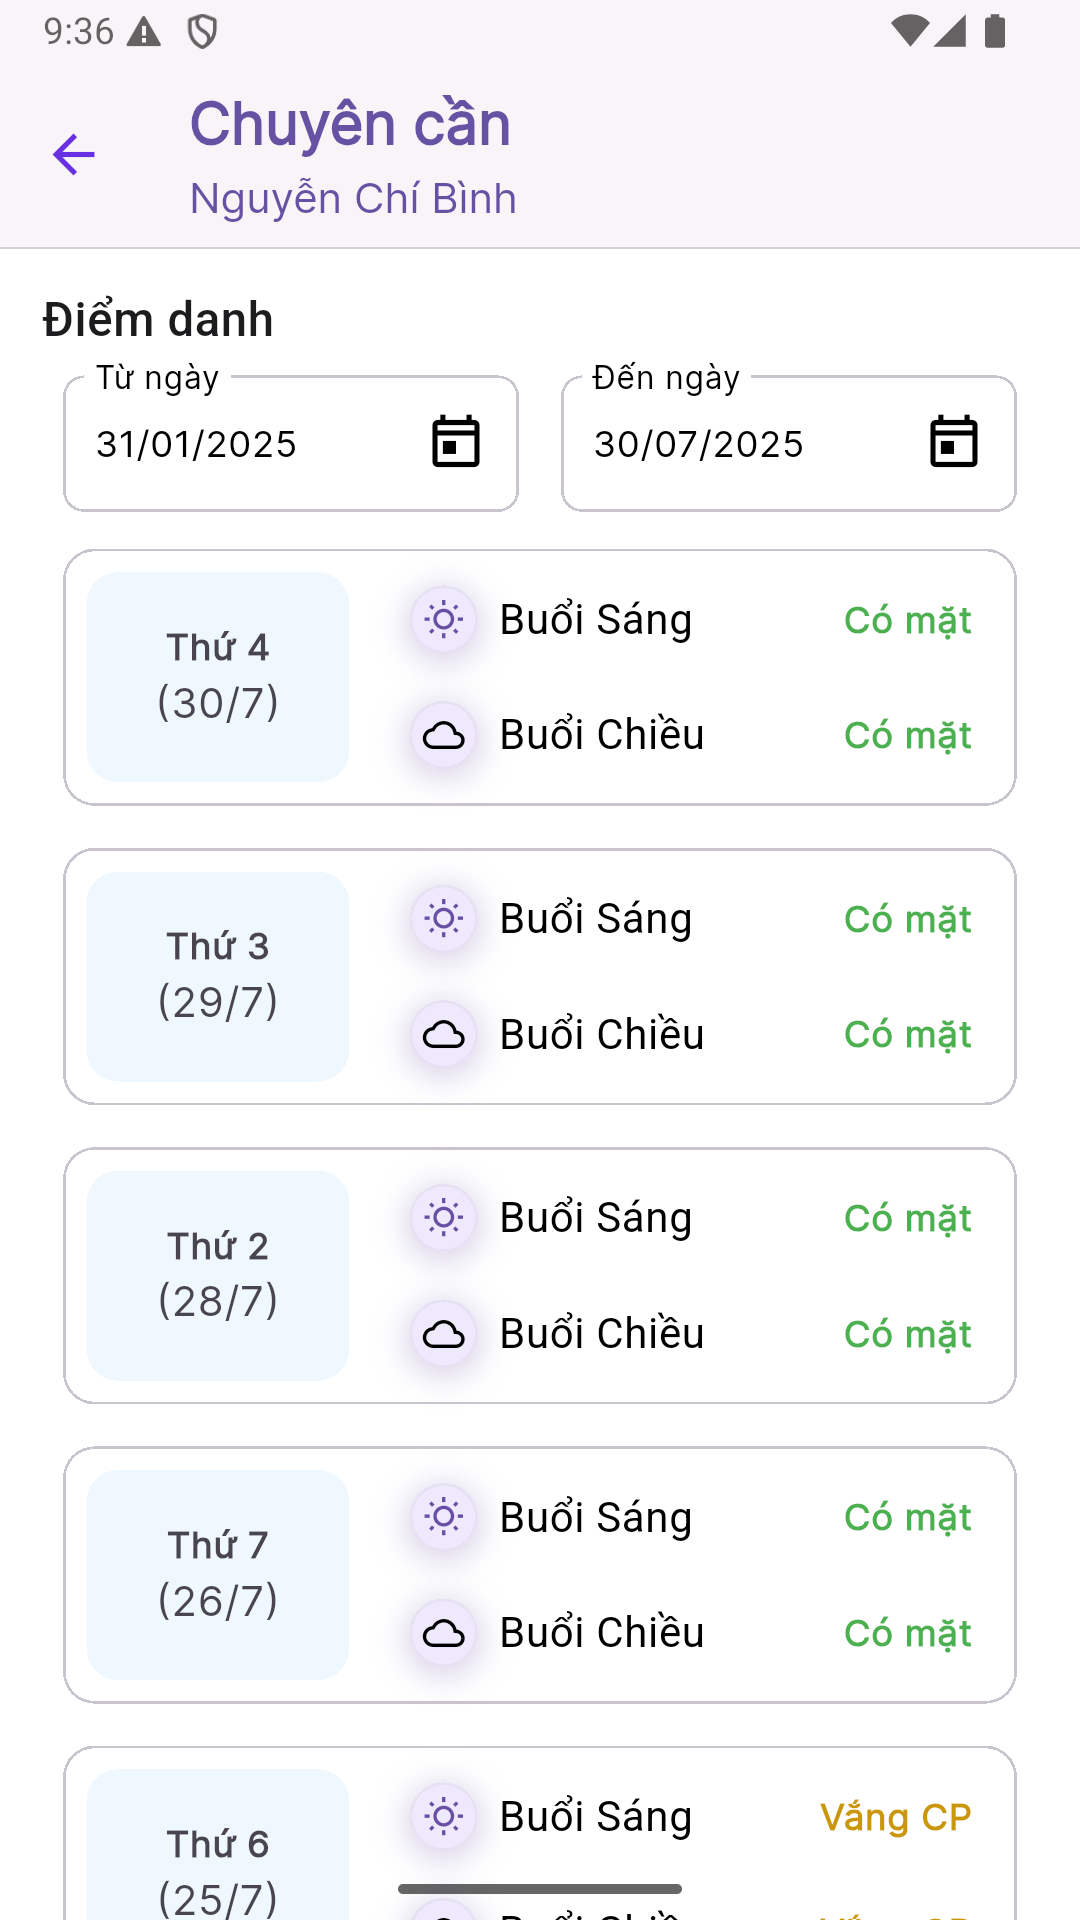 9:36
Chuyên cần
Nguyễn Chí Bình
Điểm danh
Từ ngày
31/01/2025
Đến ngày
30/07/2025
Thứ 4
(30/7)
Buổi Sáng
Có mặt
Buổi Chiều
Có mặt
Thứ 3
(29/7)
Buổi Sáng
Có mặt
Buổi Chiều
Có mặt
Thứ 2
(28/7)
Buổi Sáng
Có mặt
Buổi Chiều
Có mặt
Thứ 7
(26/7)
Buổi Sáng
Có mặt
Buổi Chiều
Có mặt
Thứ 6
(25/7)
Buổi Sáng
Vắng CP